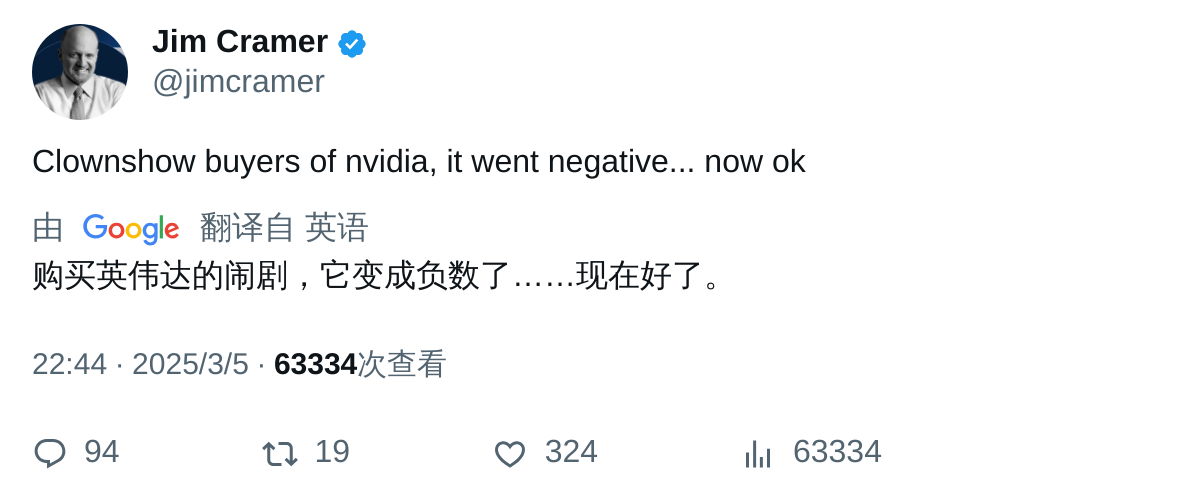 Jim Cramer
@jimcramer
Clownshow buyers of nvidia, it went negative... now ok
由 Google 翻译自 英语
购买英伟达的闹剧，它变成负数了……现在好了。
22:44 · 2025/3/5 · 63334次查看
94 19 324 63334